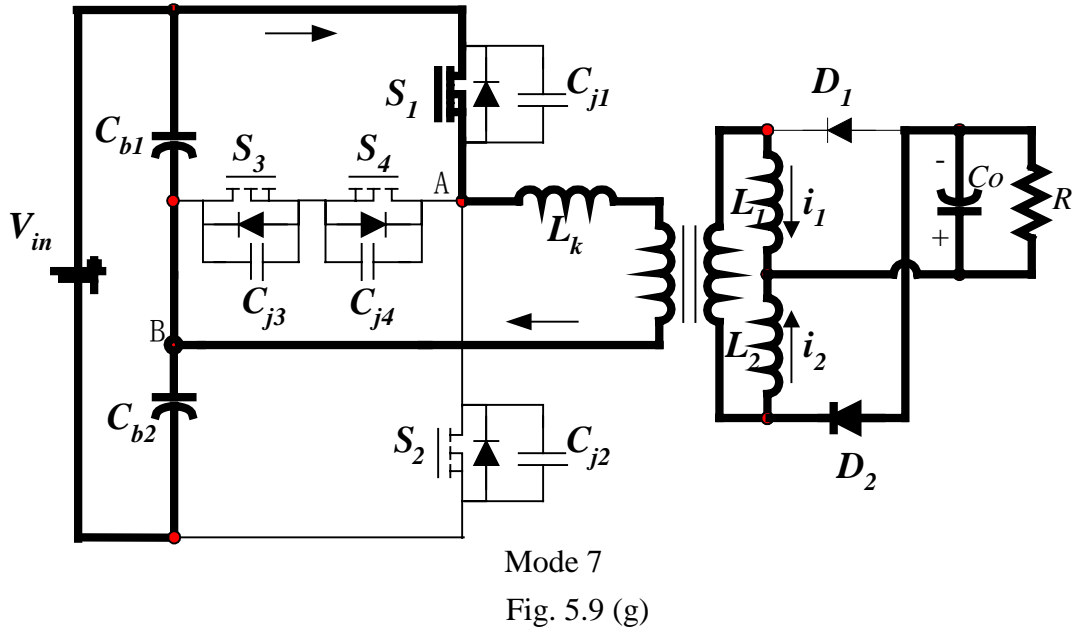 S1
Cj1
D1
Cb1
S3
S4
A
-
Co
R
L1
i1
Lk
Vin
+
Cj3
Cj4
B
L2
i2
Cb2
S2
Cj2
D2
Mode 7
Fig. 5.9 (g)